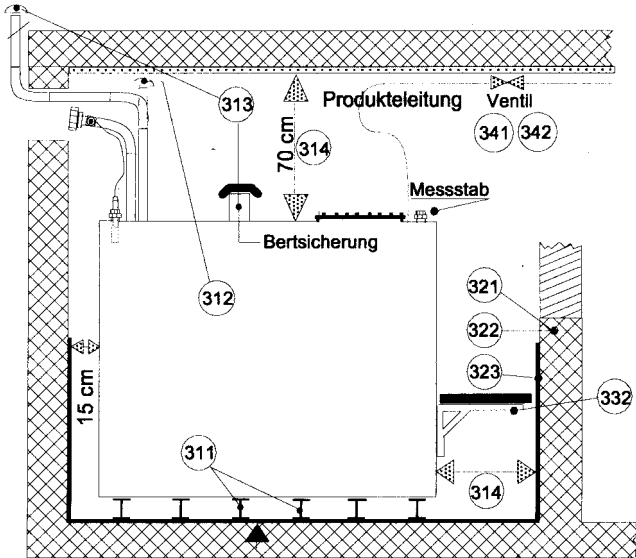 313
Produkteleitung
Ventil
341
342
70 cm
314
Messstab
Bertsicherung
312
321
322
323
332
15 cm
311
314